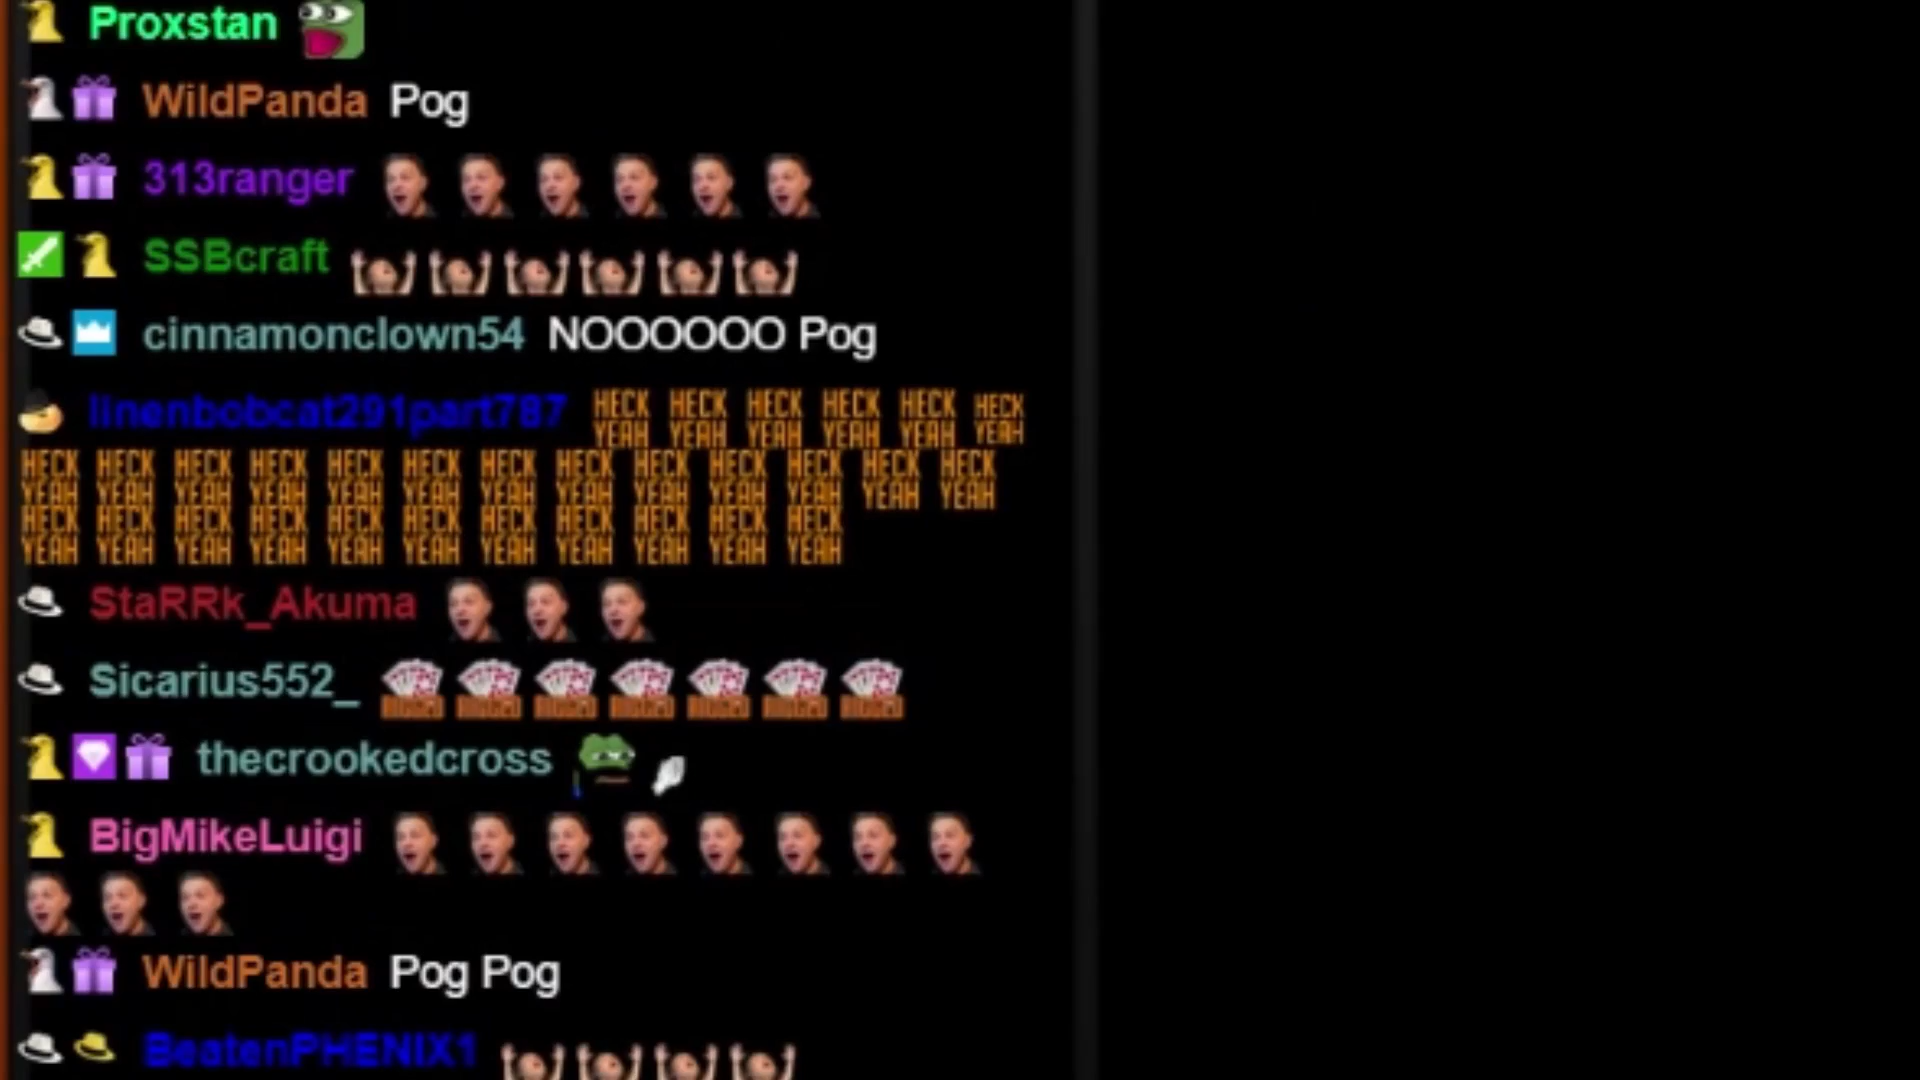 Proxstan
WildPanda Pog
313ranger
SSBcraft
cinnamonclown54 NOOOOOO Pog
linenbobcat291part787 HECK YEAH HECK YEAH HECK YEAH HECK YEAH HECK YEAH HECK YEAH
HECK YEAH HECK YEAH HECK YEAH HECK YEAH HECK YEAH HECK YEAH HECK YEAH HECK YEAH HECK YEAH HECK YEAH HECK YEAH HECK YEAH HECK YEAH
HECK YEAH HECK YEAH HECK YEAH HECK YEAH HECK YEAH HECK YEAH HECK YEAH HECK YEAH HECK YEAH HECK YEAH HECK YEAH
StaRRk_Akuma
Sicarius552_
thecrookedcross
BigMikeLuigi
WildPanda Pog Pog
BeatenPHENIX1